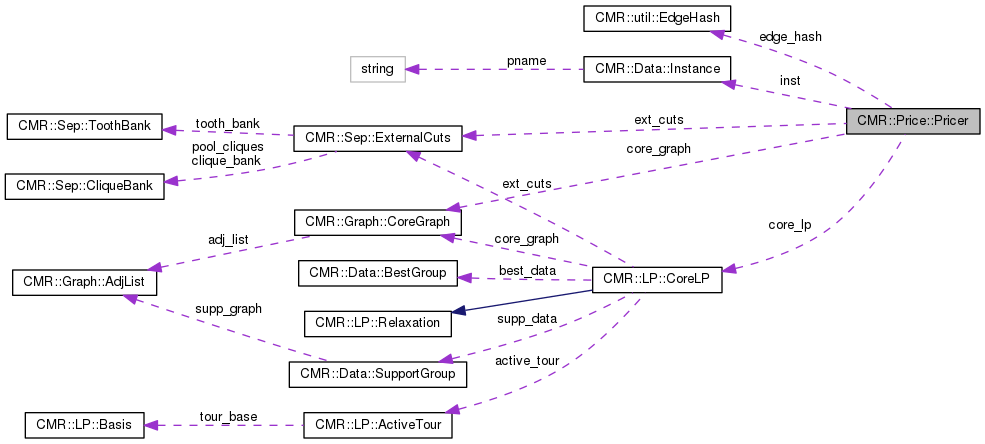 CMR::util::EdgeHash
edge_hash
string
pname
CMR::Data::Instance
inst
CMR::Price::Pricer
CMR::Sep::ToothBank
tooth_bank
CMR::Sep::ExternalCuts
ext_cuts
pool_cliques
clique_bank
core_graph
CMR::Sep::CliqueBank
ext_cuts
CMR::Graph::CoreGraph
core_lp
adj_list
core_graph
CMR::Graph::AdjList
CMR::Data::BestGroup
best_data
CMR::LP::CoreLP
supp_graph
CMR::LP::Relaxation
supp_data
active_tour
CMR::Data::SupportGroup
CMR::LP::Basis
tour_base
CMR::LP::ActiveTour